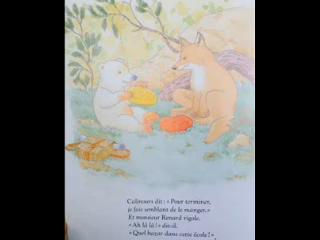 Calinours dit : « Pour terminer,
je fais semblant de le manger. »
Et monsieur Renard rigole.
« Ah là là ! » dit-il.
« Quel bazar dans cette école ! »